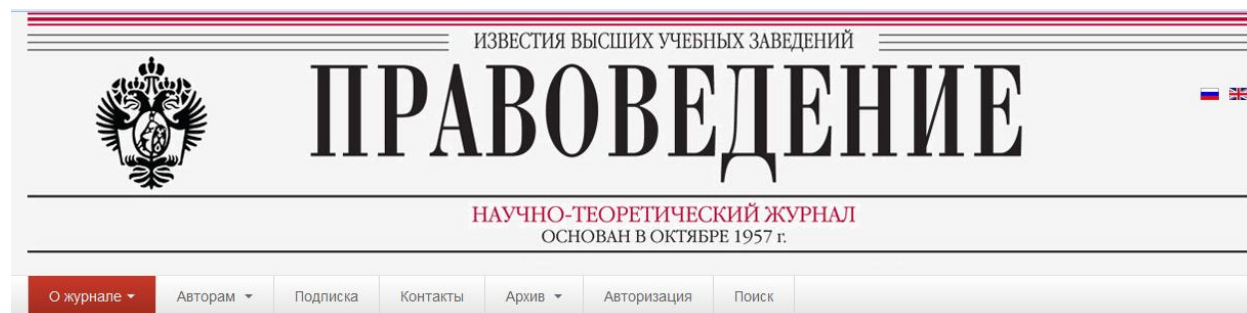 ИЗВЕСТИЯ ВЫСШИХ УЧЕБНЫХ ЗАВЕДЕНИЙ
ПРАВОВЕДЕНИЕ
НАУЧНО-ТЕОРЕТИЧЕСКИЙ ЖУРНАЛ
ОСНОВАН В ОКТЯБРЕ 1957 г.
О журнале Авторам Подписка Контакты Архив Авторизация Поиск